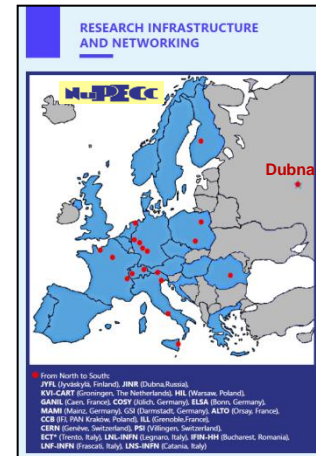 RESEARCH INFRASTRUCTURE
AND NETWORKING
NuPECC
Dubna
From North to South:
JYFL (Jyväskylä, Finland), JINR (Dubna,Russia),
KVI-CART (Groningen, The Netherlands), HIL (Warsaw, Poland),
GANIL (Caen, France), COSY (Jülich, Germany), ELSA (Bonn, Germany),
MAMI (Mainz, Germany), GSI (Darmstadt, Germany), ALTO (Orsay, France),
CCB (IFJ, PAN Kraków, Poland), ILL (Grenoble,France),
CERN (Genève, Switzerland), PSI (Villingen, Switzerland),
ECT* (Trento, Italy), LNL-INFN (Legnaro, Italy), IFIN-HH (Bucharest, Romania),
LNF-INFN (Frascati, Italy), LNS-INFN (Catania, Italy)